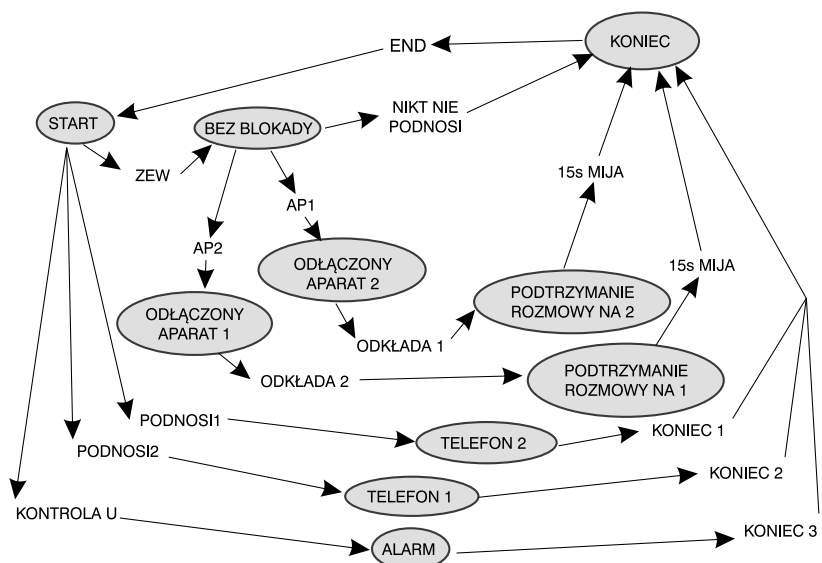 END
KONIEC
START
BEZ BLOKADY
NIKT NIE
PODNOSI
ZEW
15s MIJA
AP1
AP2
15s MIJA
ODŁĄCZONY
APARAT 2
PODTRZYMANIE
ROZMOWY NA 2
ODŁĄCZONY
APARAT 1
ODKŁADA 1
ODKŁADA 2
PODTRZYMANIE
ROZMOWY NA 1
PODNOSI1
KONIEC 1
PODNOSI2
TELEFON 2
KONIEC 2
TELEFON 1
KONTROLA U
KONIEC 3
ALARM